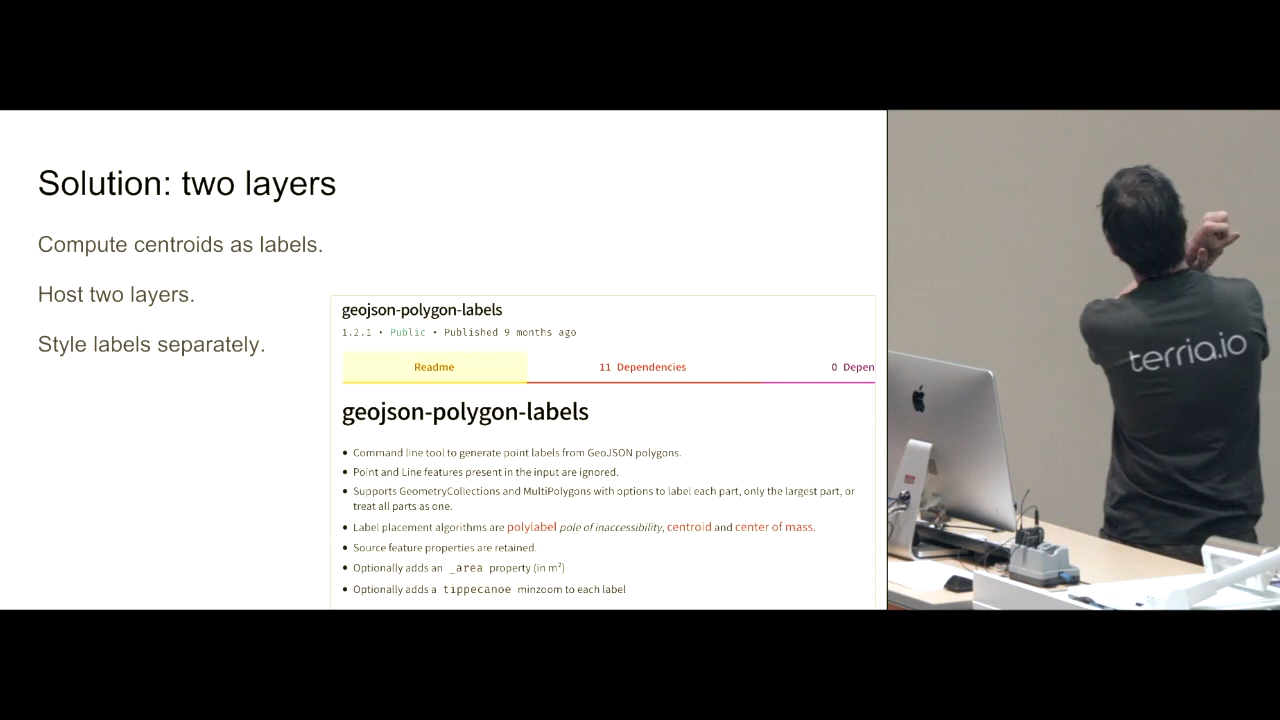 Solution: two layers
Compute centroids as labels.
Host two layers.
Style labels separately.
geojson-polygon-labels
1.2.1 • Public • Published 9 months ago
Readme
11 Dependencies
0 Depen
geojson-polygon-labels
• Command line tool to generate point labels from GeoJSON polygons.
• Point and Line features present in the input are ignored.
• Supports GeometryCollections and MultiPolygons with options to label each part, only the largest part, or
treat all parts as one.
• Label placement algorithms are polylabel pole of inaccessibility, centroid and center of mass.
• Source feature properties are retained.
• Optionally adds an _area property (in m²)
• Optionally adds a tippecanoe minzoom to each label
terria.io